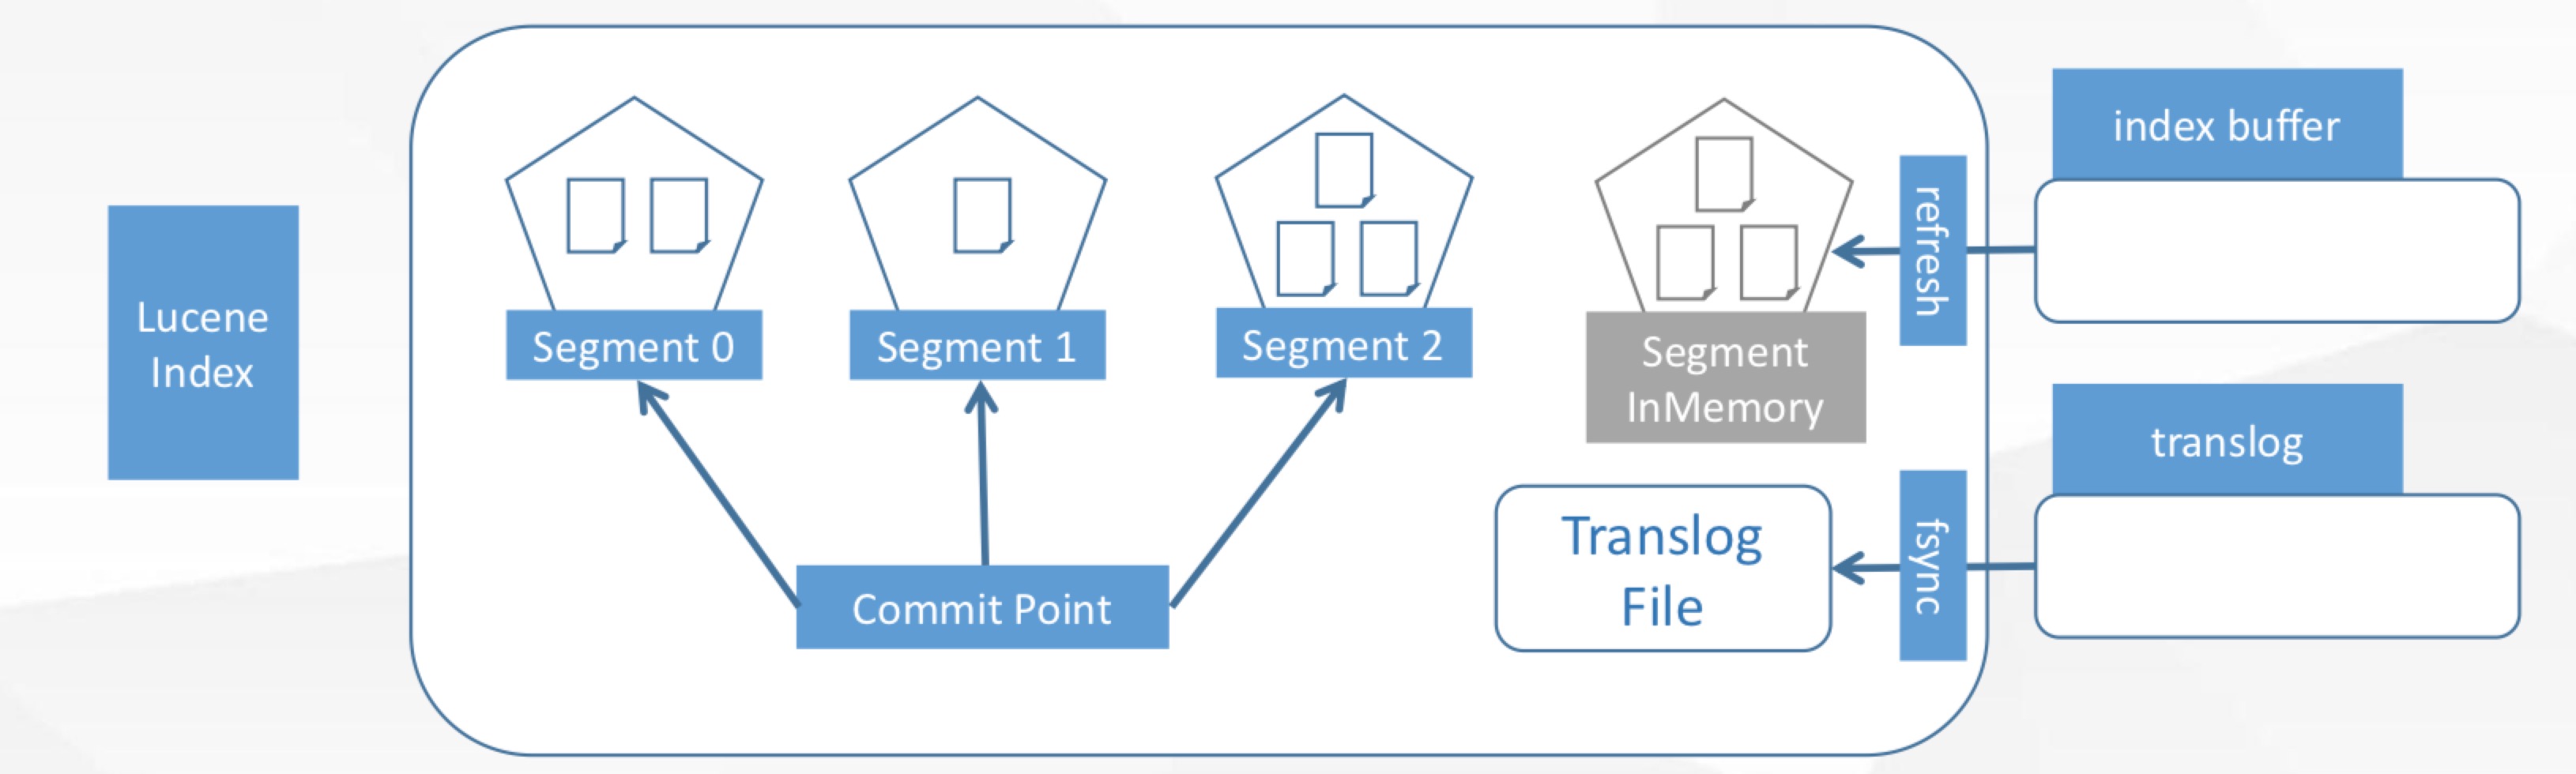 Lucene
Index
Segment 0
Segment 1
Segment 2
Segment
InMemory
refresh
index buffer
Commit Point
Translog
File
fsync
translog